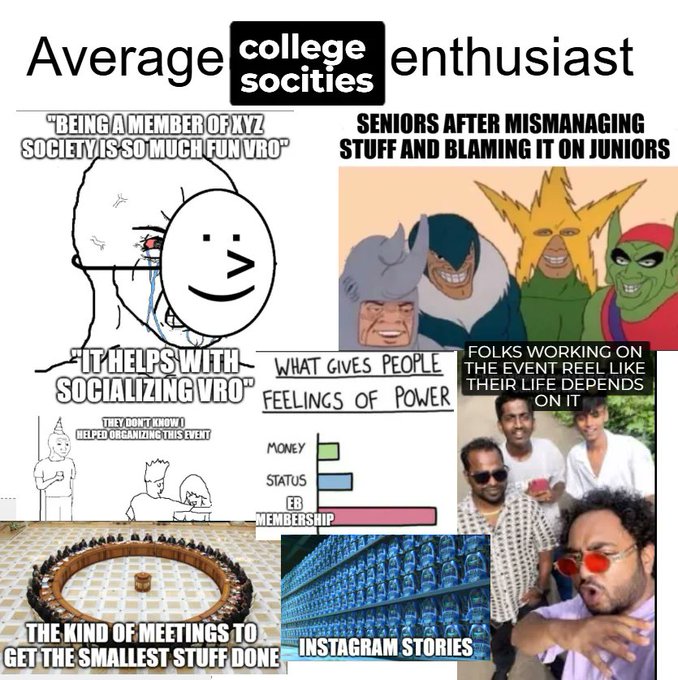 Average college enthusiast
socities
"BEING A MEMBER OF XYZ
SOCIETY IS SO MUCH FUN VRO"
"IT HELPS WITH
SOCIALIZING VRO"
SENIORS AFTER MISMANAGING
STUFF AND BLAMING IT ON JUNIORS
THEY DON'T KNOW I
HELPED ORGANIZING THIS EVENT
WHAT GIVES PEOPLE
FEELINGS OF POWER
MONEY
STATUS
EB
MEMBERSHIP
FOLKS WORKING ON
THE EVENT REEL LIKE
THEIR LIFE DEPENDS
ON IT
THE KIND OF MEETINGS TO
GET THE SMALLEST STUFF DONE
INSTAGRAM STORIES